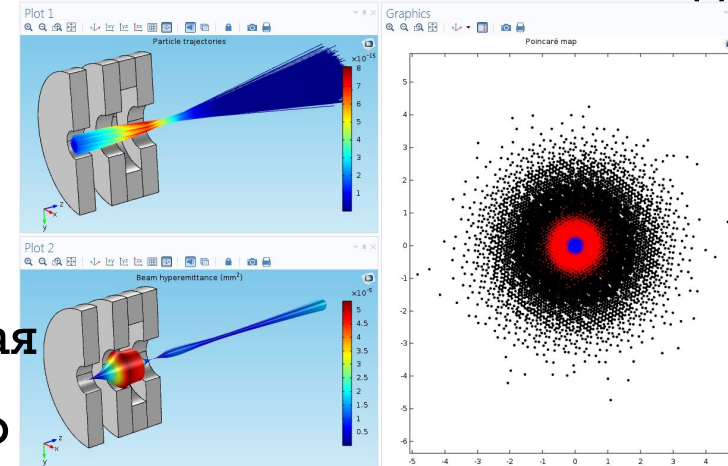 Plot 1
Particle trajectories
×10⁻¹⁵
8
7
6
5
4
3
2
1
z
x
y
Plot 2
Beam hyperemittance (mm²)
×10⁻⁵
5
4.5
4
3.5
3
2.5
2
1.5
1
0.5
z
x
y
ая
Graphics
Poincaré map
5
4
3
2
1
0
-1
-2
-3
-4
-5
-6
-5 -4 -3 -2 -1 0 1 2 3 4